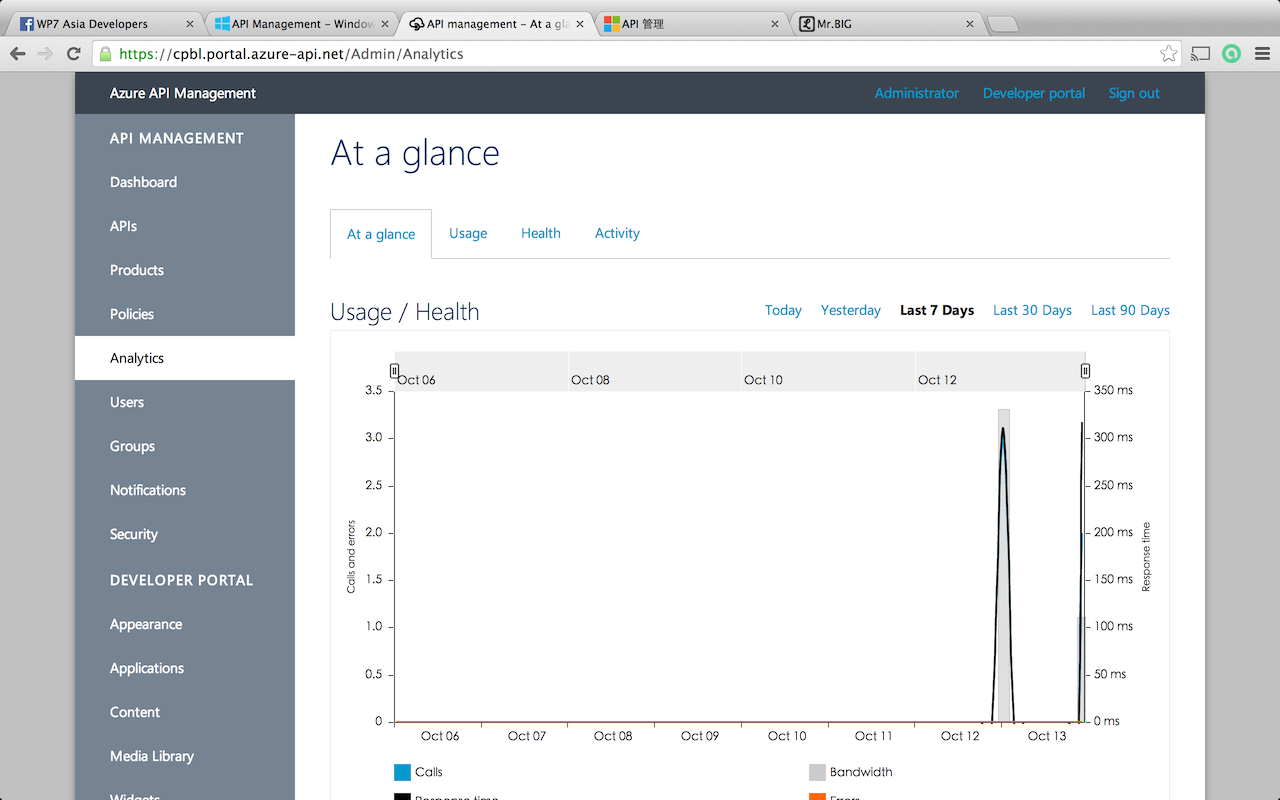 WP7 Asia Developers
API Management – Window
API management – At a gla
API 管理
Mr.BIG
https://cpbl.portal.azure-api.net/Admin/Analytics
Azure API Management
Administrator Developer portal Sign out
API MANAGEMENT
Dashboard
APIs
Products
Policies
Analytics
Users
Groups
Notifications
Security
DEVELOPER PORTAL
Appearance
Applications
Content
Media Library
Widgets
At a glance
At a glance Usage Health Activity
Usage / Health
Today Yesterday Last 7 Days Last 30 Days Last 90 Days
Oct 06 Oct 08 Oct 10 Oct 12
3.5 350 ms
3.0 300 ms
2.5 250 ms
2.0 200 ms
1.5 150 ms
1.0 100 ms
0.5 50 ms
0 0 ms
Calls and errors
Response time
Oct 06 Oct 07 Oct 08 Oct 09 Oct 10 Oct 11 Oct 12 Oct 13
Calls Bandwidth
Response time Errors